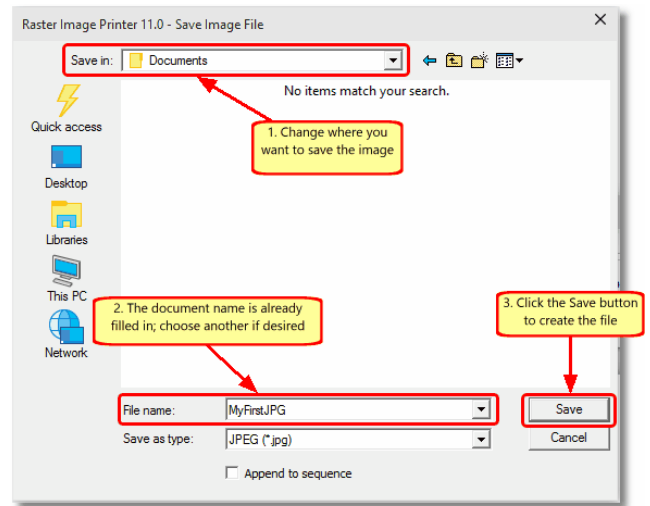 Raster Image Printer 11.0 - Save Image File
Save in: Documents
No items match your search.
Quick access
1. Change where you
want to save the image
Desktop
Libraries
This PC
2. The document name is already
filled in; choose another if desired
3. Click the Save button
to create the file
Network
File name: MyFirstJPG Save
Save as type: JPEG (*.jpg) Cancel
Append to sequence